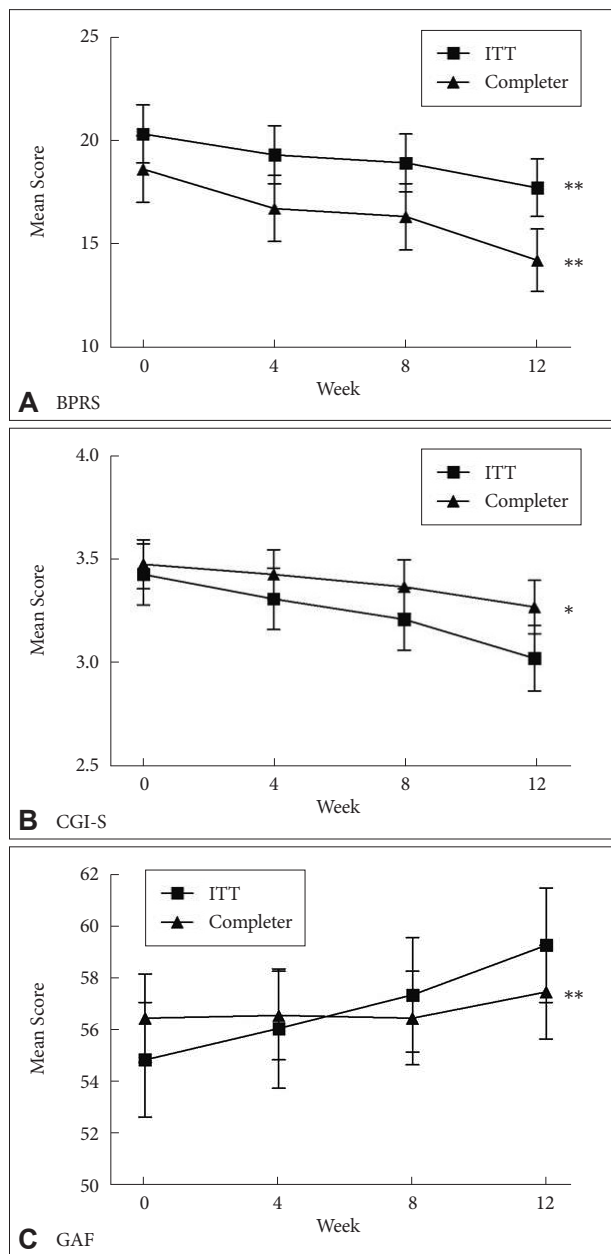 25
20
15
10
Mean Score
ITT
Completer
**
**
0 4 8 12
Week
A BPRS
4.0
3.5
3.0
2.5
Mean Score
ITT
Completer
*
0 4 8 12
Week
B CGI-S
62
60
58
56
54
52
50
Mean Score
ITT
Completer
**
0 4 8 12
Week
C GAF